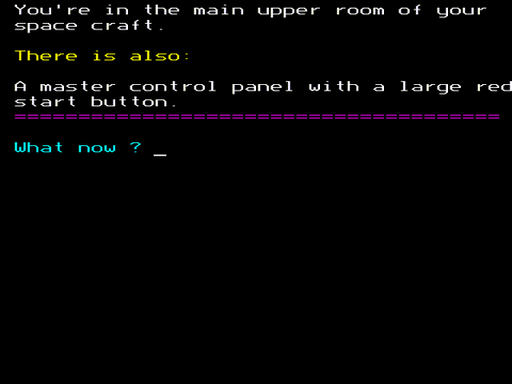 You're in the main upper room of your
space craft.
There is also:
A master control panel with a large red
start button.
======================================
What now ? _